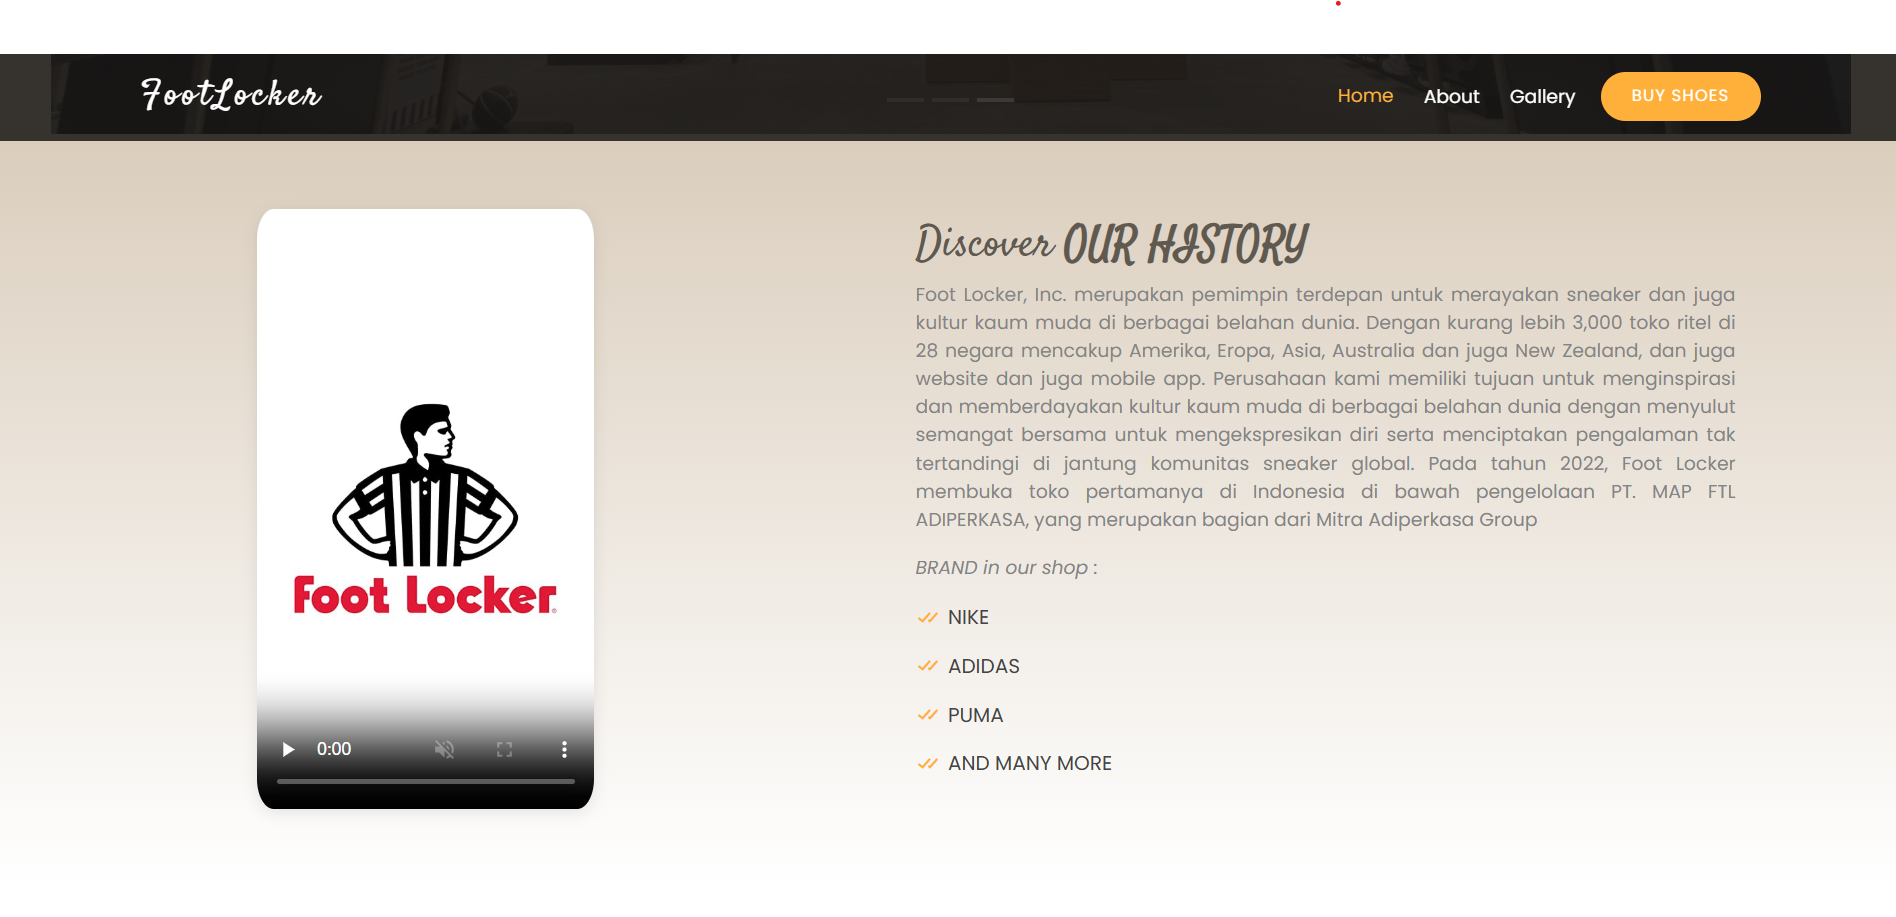 FootLocker
Home
About
Gallery
BUY SHOES
Discover OUR HISTORY
Foot Locker, Inc. merupakan pemimpin terdepan untuk merayakan sneaker dan juga
kultur kaum muda di berbagai belahan dunia. Dengan kurang lebih 3,000 toko ritel di
28 negara mencakup Amerika, Eropa, Asia, Australia dan juga New Zealand, dan juga
website dan juga mobile app. Perusahaan kami memiliki tujuan untuk menginspirasi
dan memberdayakan kultur kaum muda di berbagai belahan dunia dengan menyulut
semangat bersama untuk mengekspresikan diri serta menciptakan pengalaman tak
tertandingi di jantung komunitas sneaker global. Pada tahun 2022, Foot Locker
membuka toko pertamanya di Indonesia di bawah pengelolaan PT. MAP FTL
ADIPERKASA, yang merupakan bagian dari Mitra Adiperkasa Group
BRAND in our shop :
NIKE
ADIDAS
PUMA
AND MANY MORE
Foot Locker®
0:00